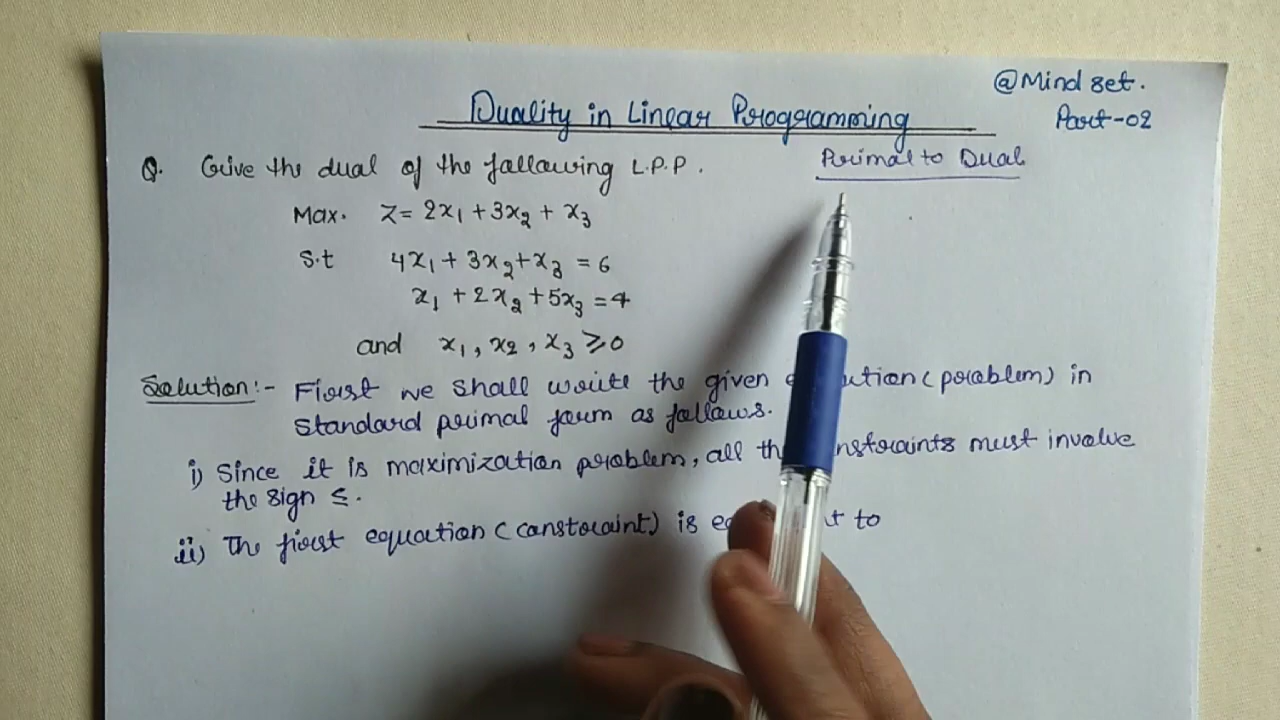 @Mind set.
Part-02
Duality in Linear Programming
Primal to Dual
Q. Give the dual of the following L.P.P.
Max. Z = 2x₁ + 3x₂ + x₃
S.t 4x₁ + 3x₂ + x₃ = 6
x₁ + 2x₂ + 5x₃ = 4
and x₁, x₂, x₃ ≥ 0
Solution:- First we shall write the given (problem) in
standard primal form as follows.
i) Since it is maximization problem, all must involve
the sign ≤.
ii) The first equation (constraint) is to